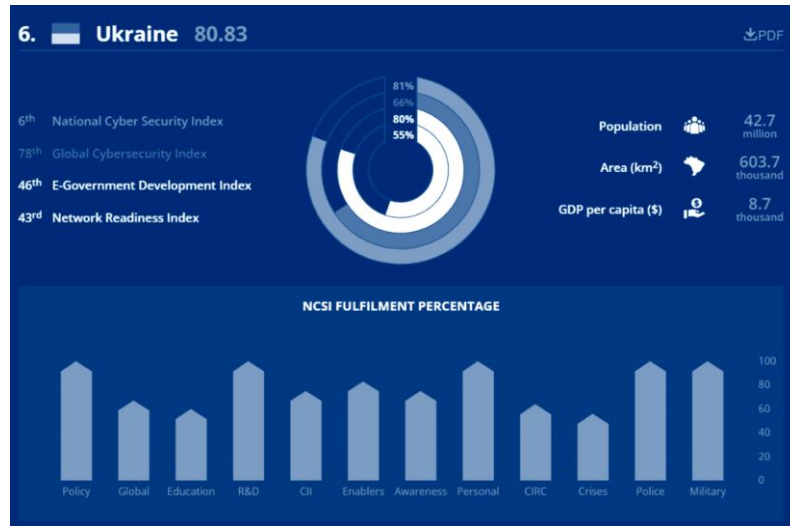 6. Ukraine 80.83
PDF
81%
66%
80%
55%
6th National Cyber Security Index
78th Global Cybersecurity Index
46th E-Government Development Index
43rd Network Readiness Index
Population 42.7 million
Area (km²) 603.7 thousand
GDP per capita ($) 8.7 thousand
NCSI FULFILMENT PERCENTAGE
100
80
60
40
20
0
Policy Global Education R&D CII Enablers Awareness Personal CIRC Crises Police Military